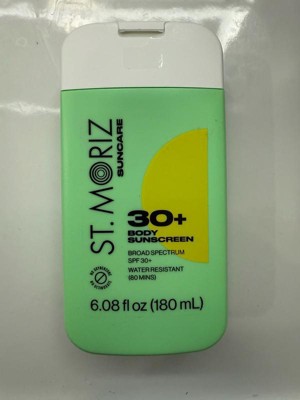 ST. MORIZ
SUNCARE
30+
BODY
SUNSCREEN
BROAD SPECTRUM
SPF 30+
WATER RESISTANT
(80 MINS)
6.08 fl oz (180 mL)